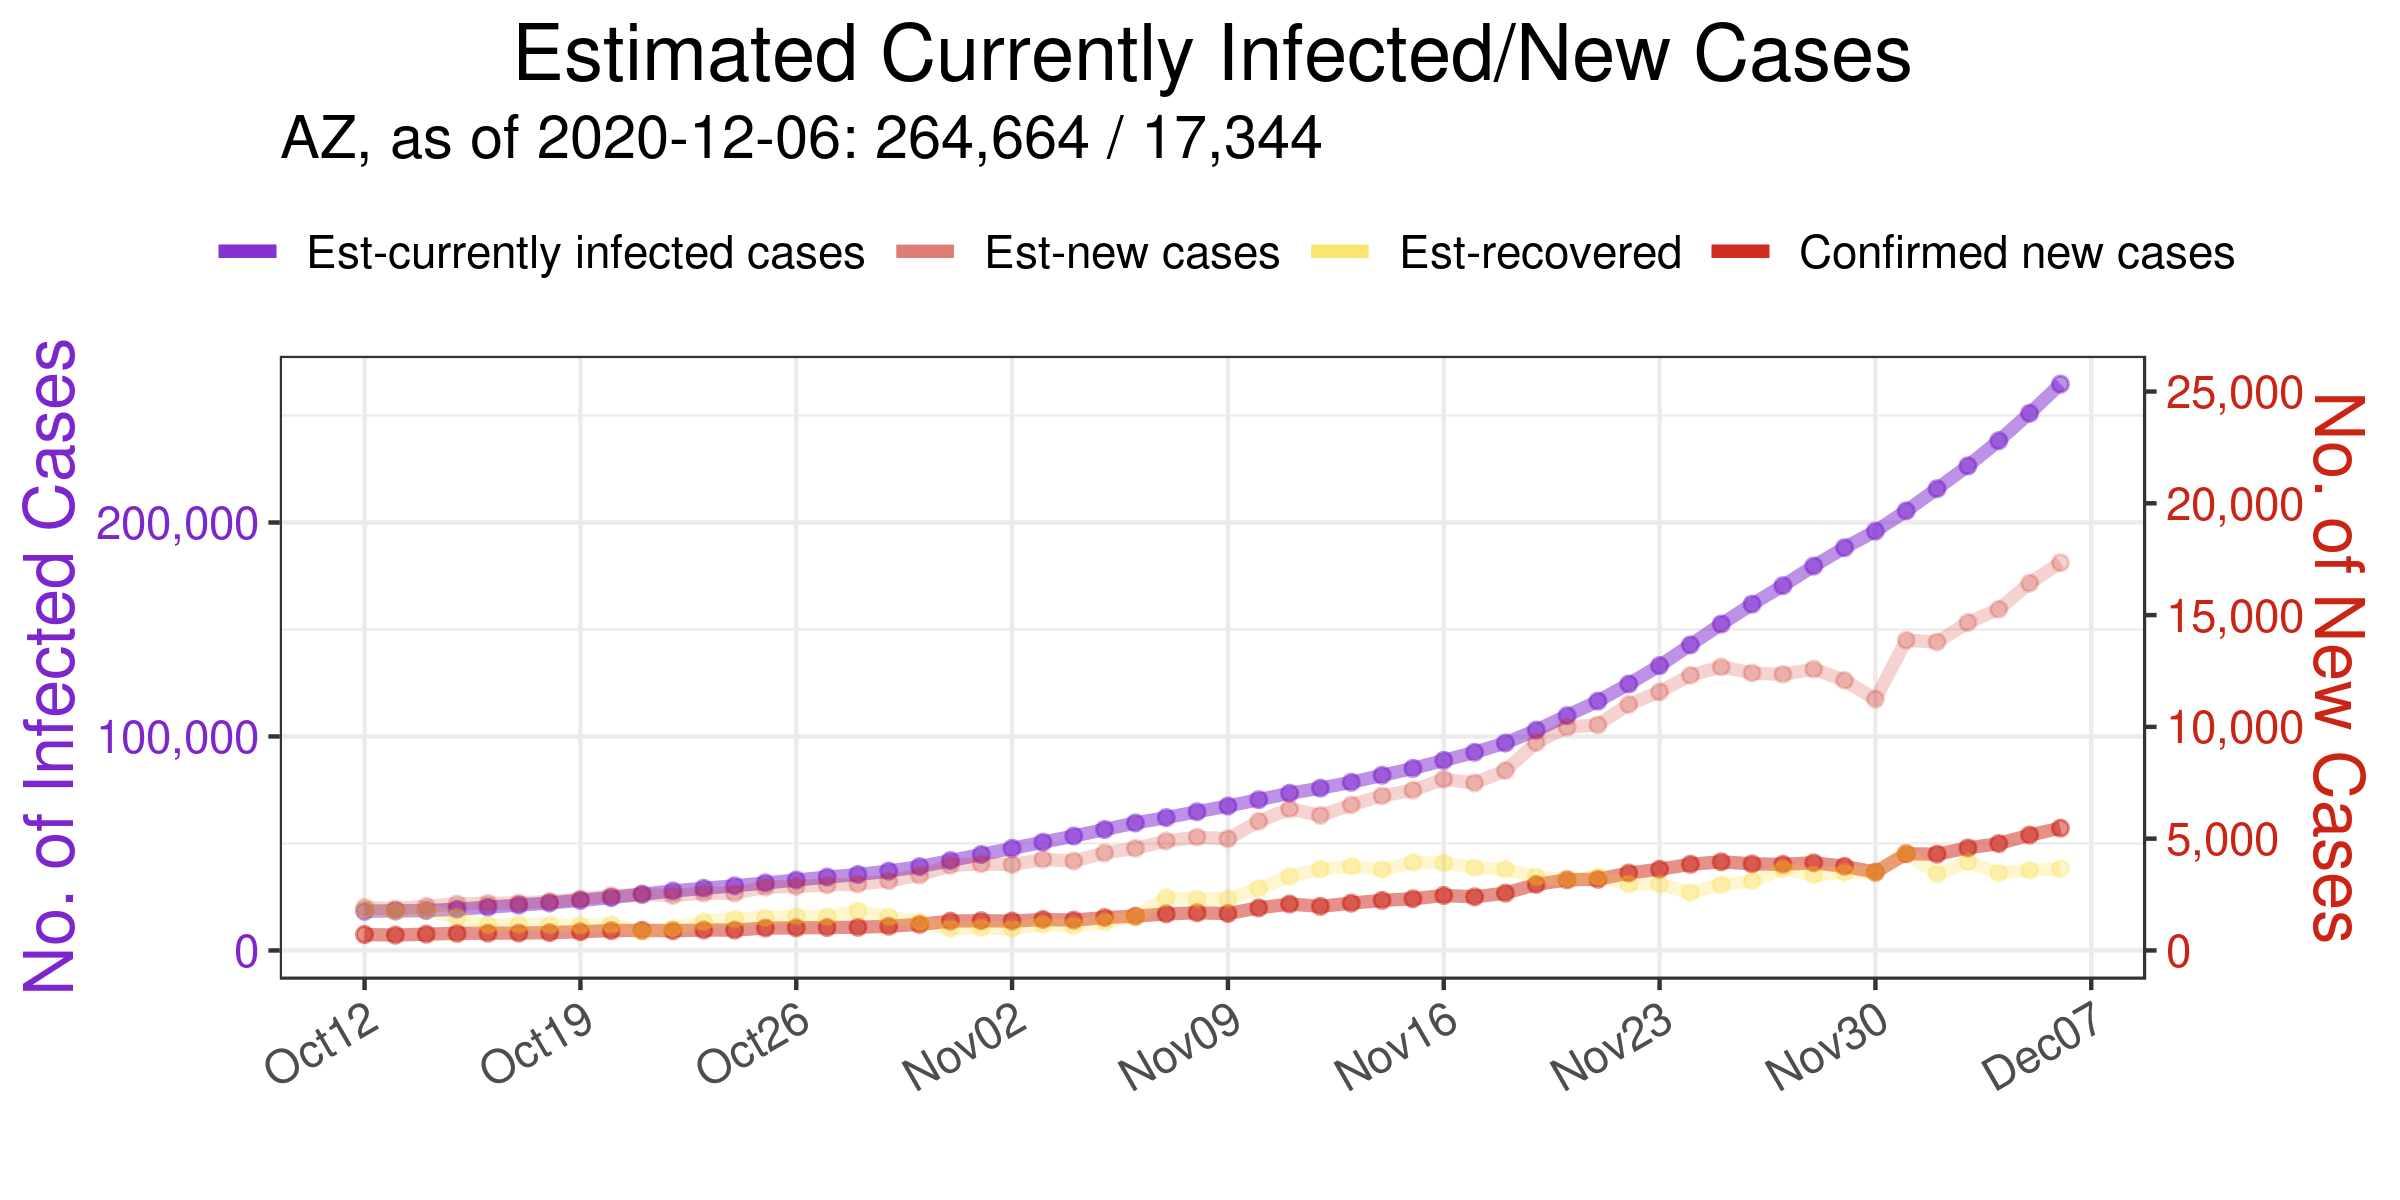 Estimated Currently Infected/New Cases
AZ, as of 2020-12-06: 264,664 / 17,344
Est-currently infected cases Est-new cases Est-recovered Confirmed new cases
No. of Infected Cases
200,000
100,000
0
25,000
20,000
15,000
10,000
5,000
0
No. of New Cases
Oct12 Oct19 Oct26 Nov02 Nov09 Nov16 Nov23 Nov30 Dec07